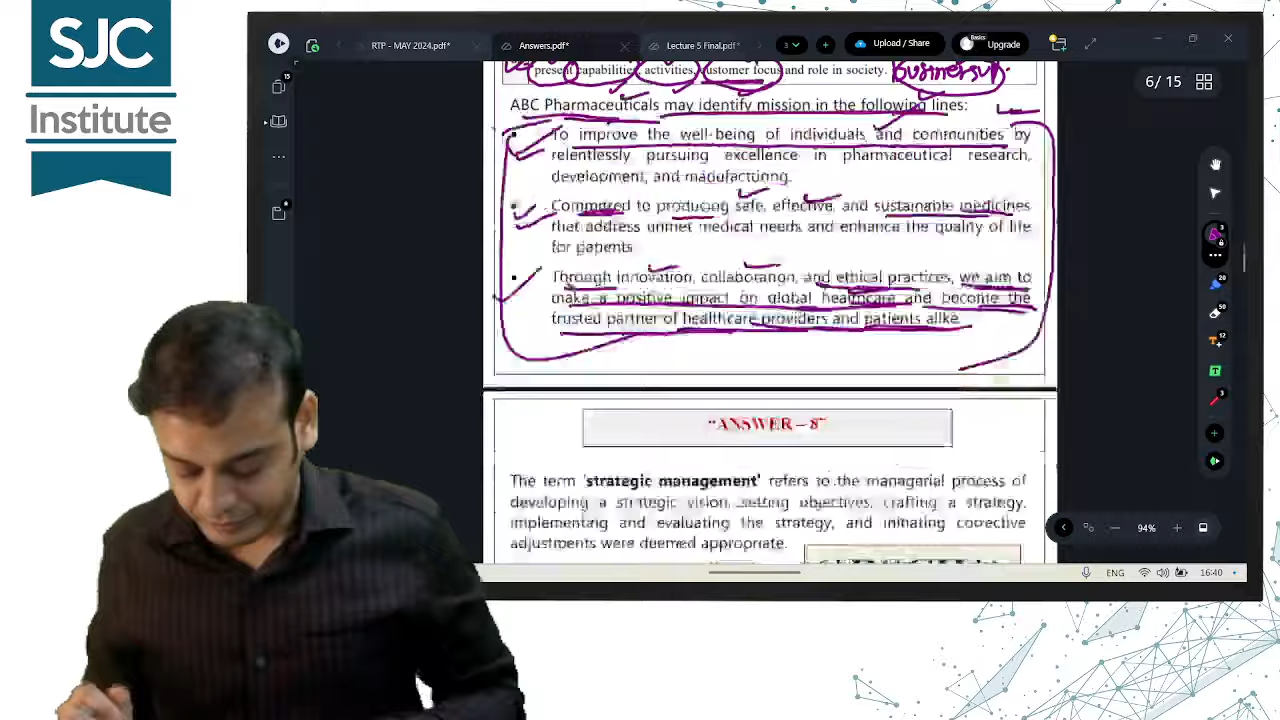 SJC
Institute
RTP - MAY 2024.pdf*
Answers.pdf*
Lecture 5 Final.pdf*
3
Upload / Share
Basics
Upgrade
present capabilities, activities, customer focus and role in society.
6/ 15
ABC Pharmaceuticals may identify mission in the following lines:
To improve the well-being of individuals and communities by
relentlessly pursuing excellence in pharmaceutical research,
development, and manufacturing.
Committed to producing safe, effective, and sustainable medicines
that address unmet medical needs and enhance the quality of life
for patients
Through innovation, collaboration, and ethical practices, we aim to
make a positive impact on global healthcare and become the
trusted partner of healthcare providers and patients alike
"ANSWER – 8"
The term 'strategic management' refers to the managerial process of
developing a strategic vision, setting objectives, crafting a strategy,
implementing and evaluating the strategy, and initiating corrective
adjustments were deemed appropriate.
94%
ENG
16:40